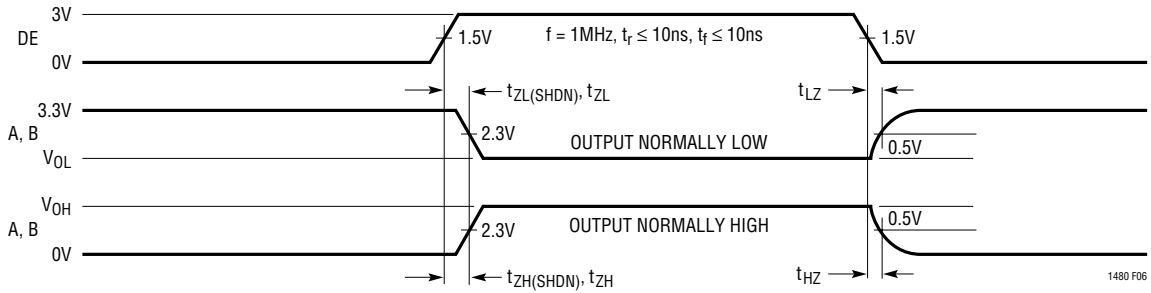 3V
DE
1.5V
f = 1MHz, tr ≤ 10ns, tf ≤ 10ns
1.5V
0V
tZL(SHDN), tZL
tLZ
3.3V
A, B
2.3V
OUTPUT NORMALLY LOW
0.5V
VOL
VOH
A, B
2.3V
OUTPUT NORMALLY HIGH
0.5V
0V
tZH(SHDN), tZH
tHZ
1480 F06